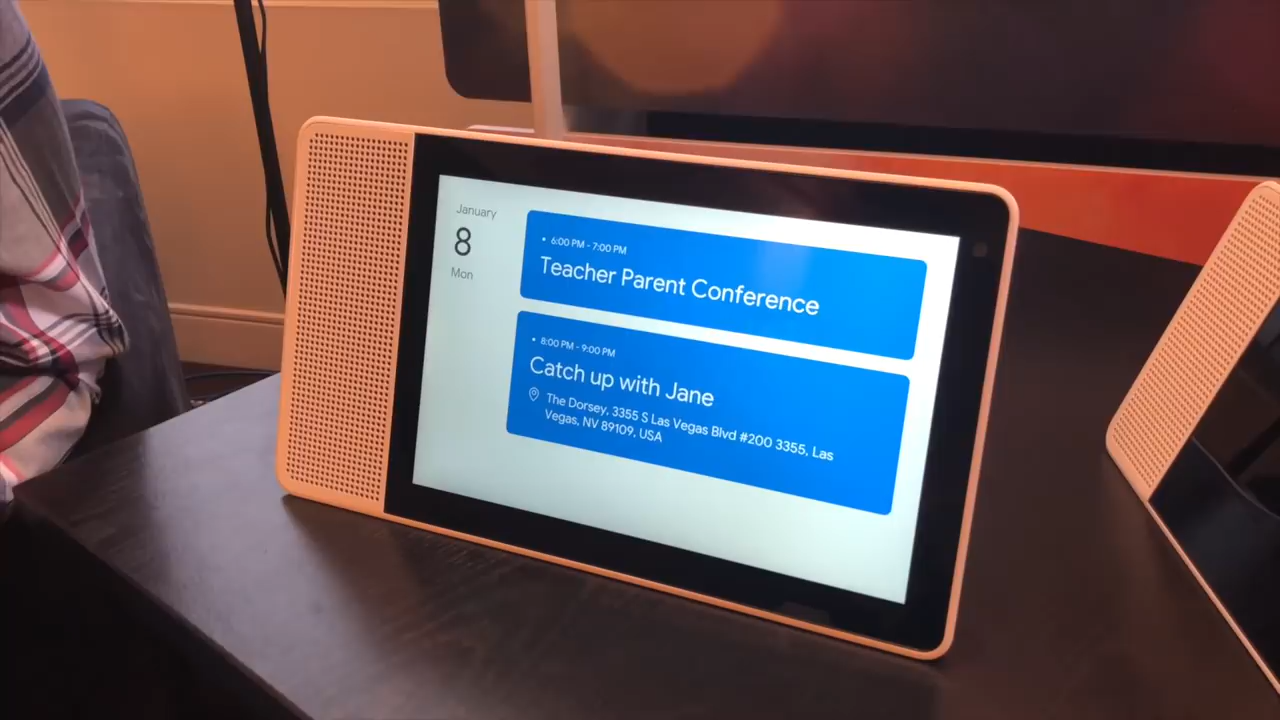 January
8
Mon
• 6:00 PM - 7:00 PM
Teacher Parent Conference
• 8:00 PM - 9:00 PM
Catch up with Jane
The Dorsey, 3355 S Las Vegas Blvd #200 3355, Las
Vegas, NV 89109, USA